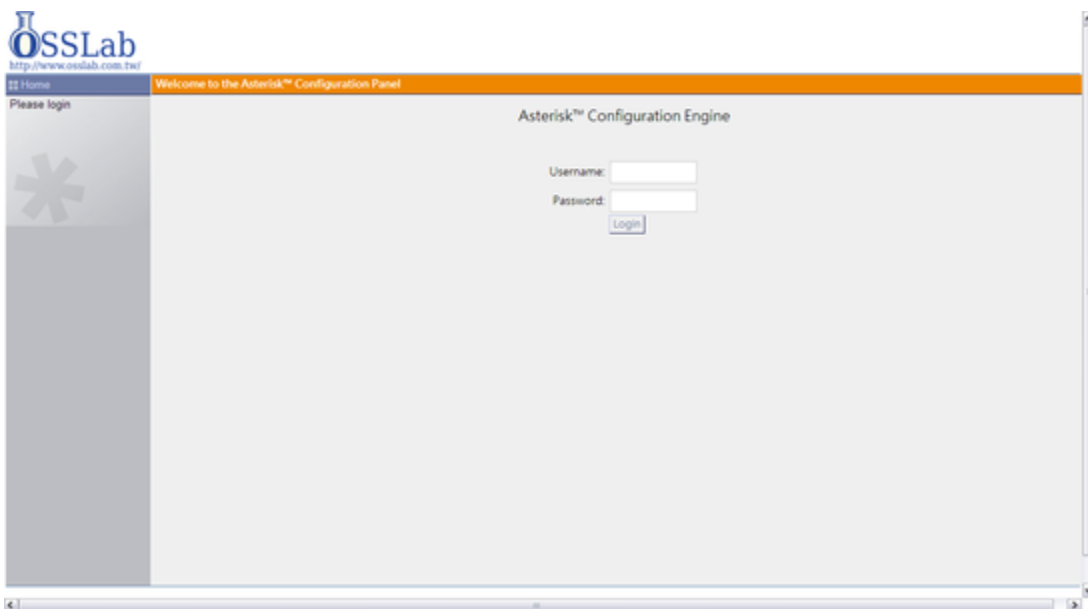 OSSLab
http://www.osslab.com.tw/
Home
Welcome to the Asterisk™ Configuration Panel
Please login
Asterisk™ Configuration Engine
Username:
Password:
Login